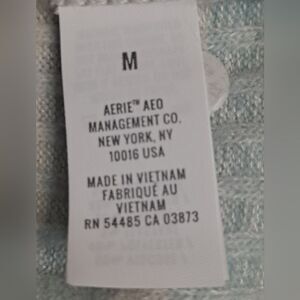 M
AERIE™ AEO
MANAGEMENT CO.
NEW YORK, NY
10016 USA
MADE IN VIETNAM
FABRIQUÉ AU
VIETNAM
RN 54485 CA 03873